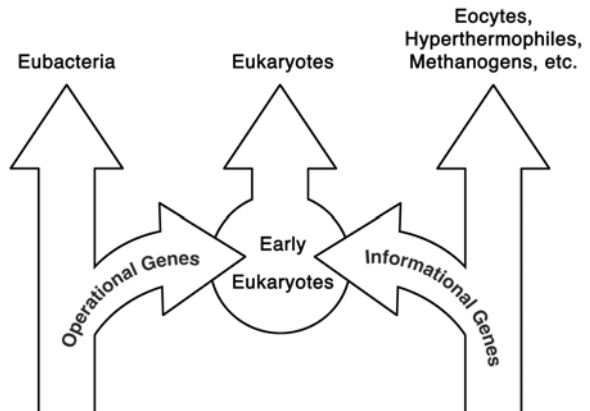 Eubacteria
Eukaryotes
Eocytes,
Hyperthermophiles,
Methanogens, etc.
Operational Genes
Early
Eukaryotes
Informational Genes